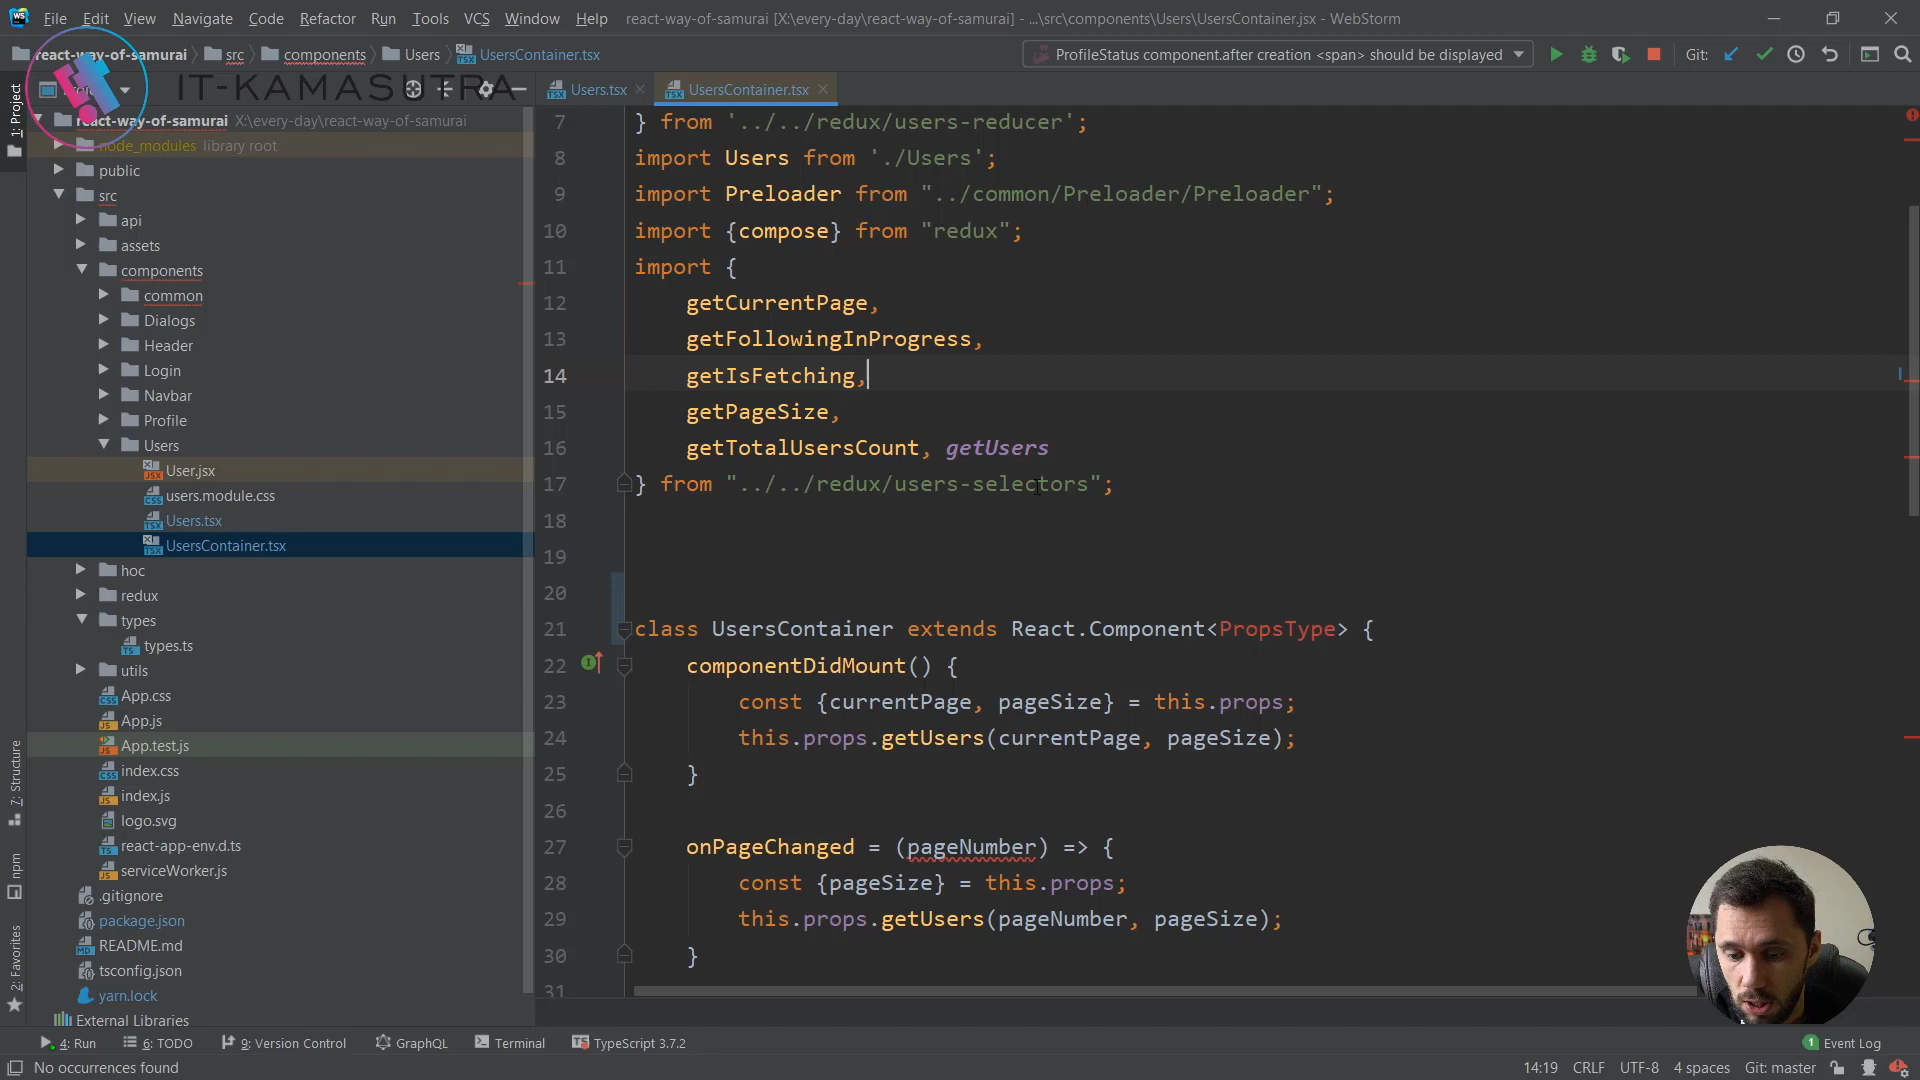 File Edit View Navigate Code Refactor Run Tools VCS Window Help react-way-of-samurai [X:\every-day\react-way-of-samurai] - ...\src\components\Users\UsersContainer.jsx - WebStorm
react-way-of-samurai src components Users UsersContainer.tsx
ProfileStatus component.after creation <span> should be displayed
Git:
IT-KAMASUTRA
Users.tsx
UsersContainer.tsx
1: Project
react-way-of-samurai X:\every-day\react-way-of-samurai
node_modules library root
public
src
api
assets
components
common
Dialogs
Header
Login
Navbar
Profile
Users
User.jsx
users.module.css
Users.tsx
UsersContainer.tsx
hoc
redux
types
types.ts
utils
App.css
App.js
App.test.js
index.css
index.js
logo.svg
react-app-env.d.ts
serviceWorker.js
.gitignore
package.json
README.md
tsconfig.json
yarn.lock
External Libraries
7: Structure
npm
2: Favorites
7 } from '../../redux/users-reducer';
8 import Users from './Users';
9 import Preloader from "../common/Preloader/Preloader";
10 import {compose} from "redux";
11 import {
12 getCurrentPage,
13 getFollowingInProgress,
14 getIsFetching,
15 getPageSize,
16 getTotalUsersCount, getUsers
17 } from "../../redux/users-selectors";
18
19
20
21 class UsersContainer extends React.Component<PropsType> {
22 componentDidMount() {
23 const {currentPage, pageSize} = this.props;
24 this.props.getUsers(currentPage, pageSize);
25 }
26
27 onPageChanged = (pageNumber) => {
28 const {pageSize} = this.props;
29 this.props.getUsers(pageNumber, pageSize);
30 }
31
4: Run 6: TODO 9: Version Control GraphQL Terminal TypeScript 3.7.2 1 Event Log
No occurrences found 14:19 CRLF UTF-8 4 spaces Git: master